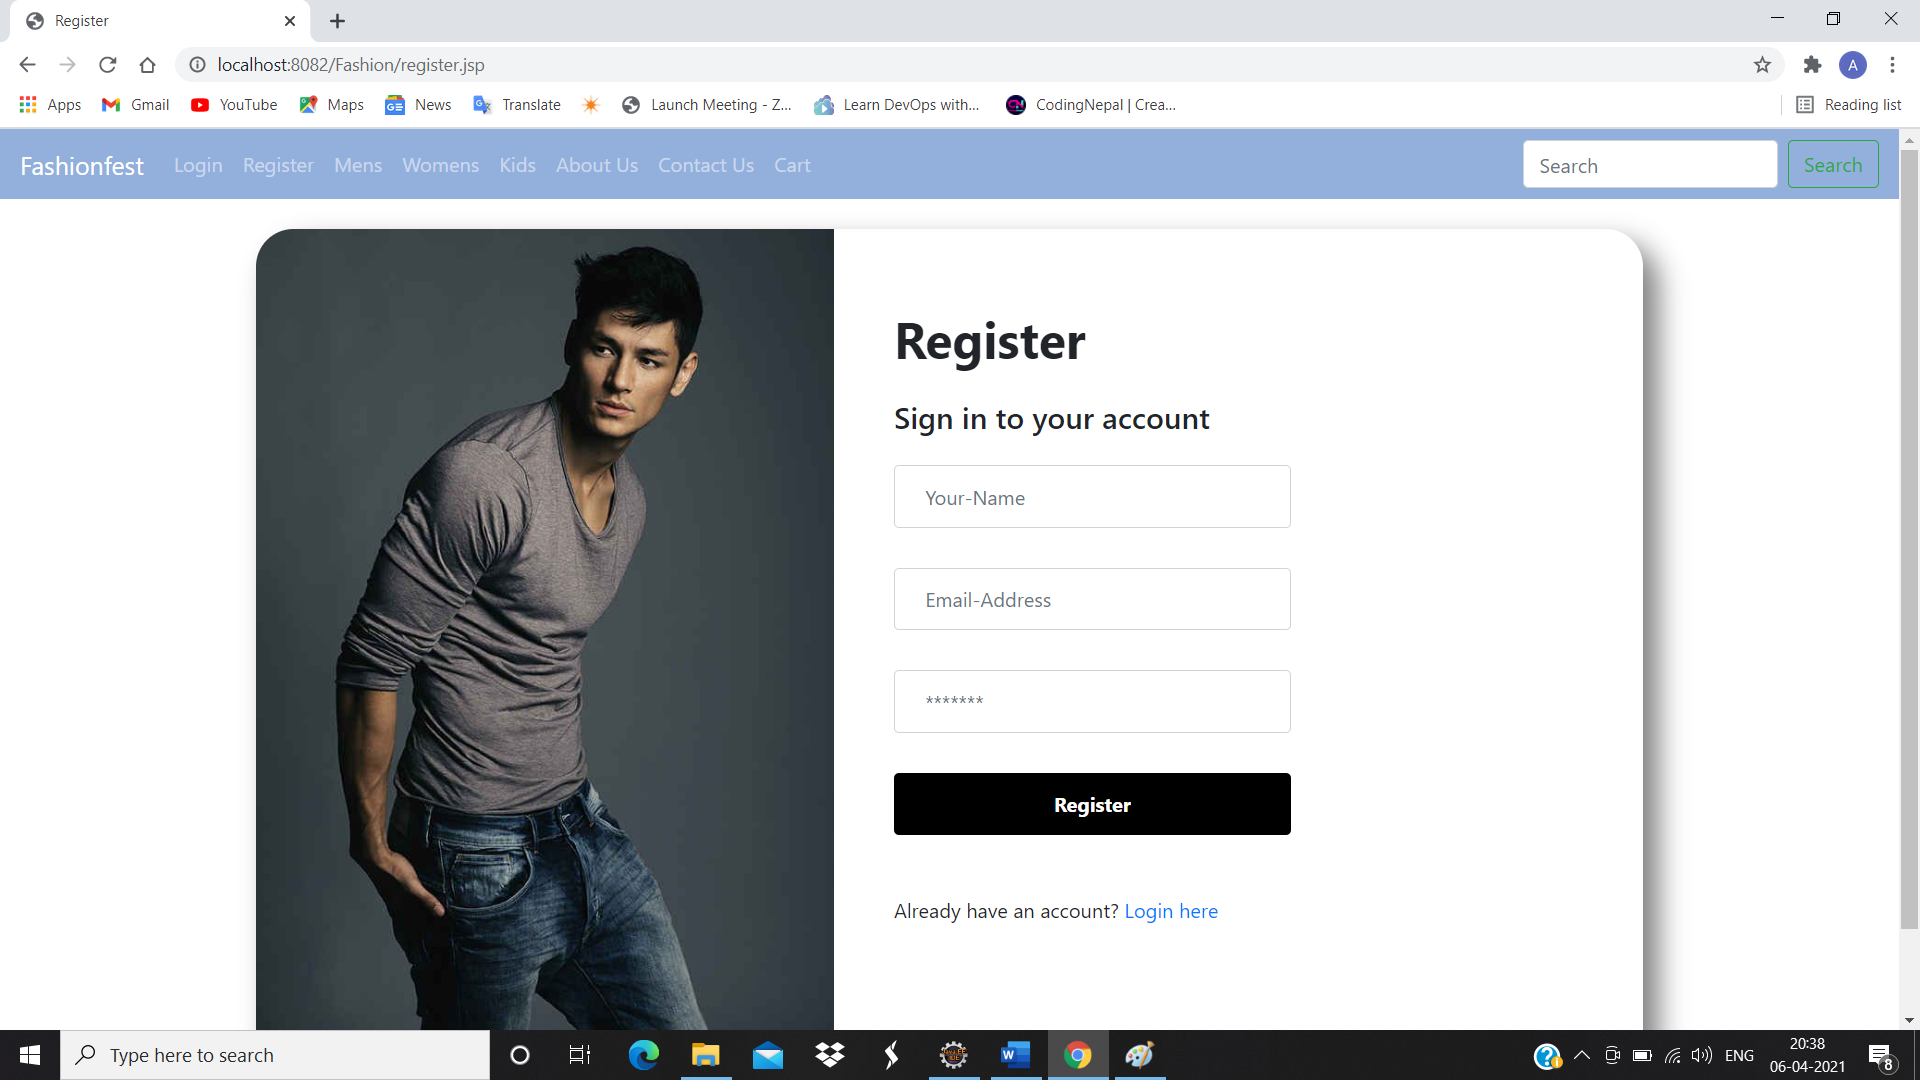 Register
localhost:8082/Fashion/register.jsp
A
Apps Gmail YouTube Maps News Translate Launch Meeting - Z... Learn DevOps with... CodingNepal | Crea... Reading list
Fashionfest Login Register Mens Womens Kids About Us Contact Us Cart Search Search
Register
Sign in to your account
Your-Name
Email-Address
*******
Register
Already have an account? Login here
Type here to search
ENG
20:38
06-04-2021
8